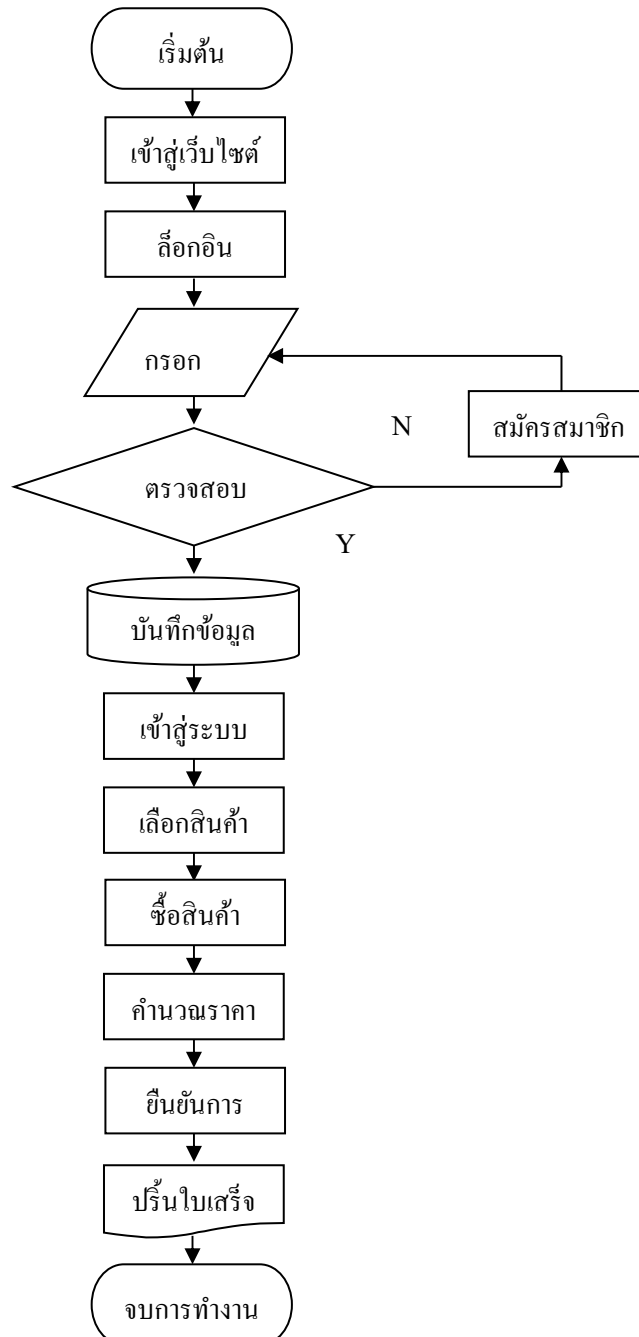 เริ่มต้น
เข้าสู่เว็บไซต์
ล็อกอิน
กรอก
N
สมัครสมาชิก
ตรวจสอบ
Y
บันทึกข้อมูล
เข้าสู่ระบบ
เลือกสินค้า
ซื้อสินค้า
คำนวณราคา
ยืนยันการ
ปริ้นใบเสร็จ
จบการทำงาน